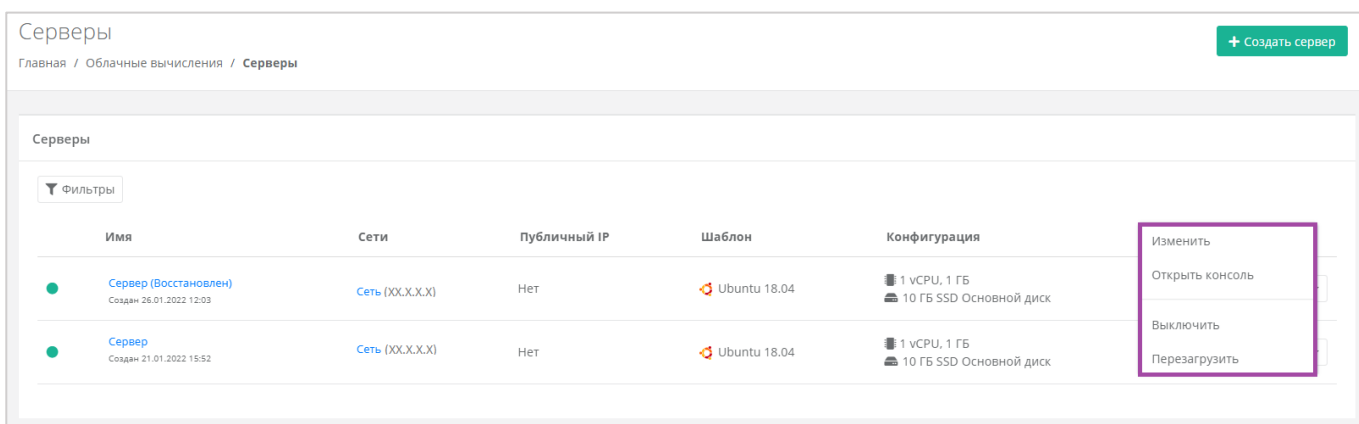 Серверы
+ Создать сервер
Главная / Облачные вычисления / Серверы
Серверы
Фильтры
Имя Сети Публичный IP Шаблон Конфигурация
Сервер (Восстановлен)
Создан 26.01.2022 12:03
Сеть (XX.X.X.X)
Нет
Ubuntu 18.04
1 vCPU, 1 ГБ
10 ГБ SSD Основной диск
Сервер
Создан 21.01.2022 15:52
Сеть (XX.X.X.X)
Нет
Ubuntu 18.04
1 vCPU, 1 ГБ
10 ГБ SSD Основной диск
Изменить
Открыть консоль
Выключить
Перезагрузить